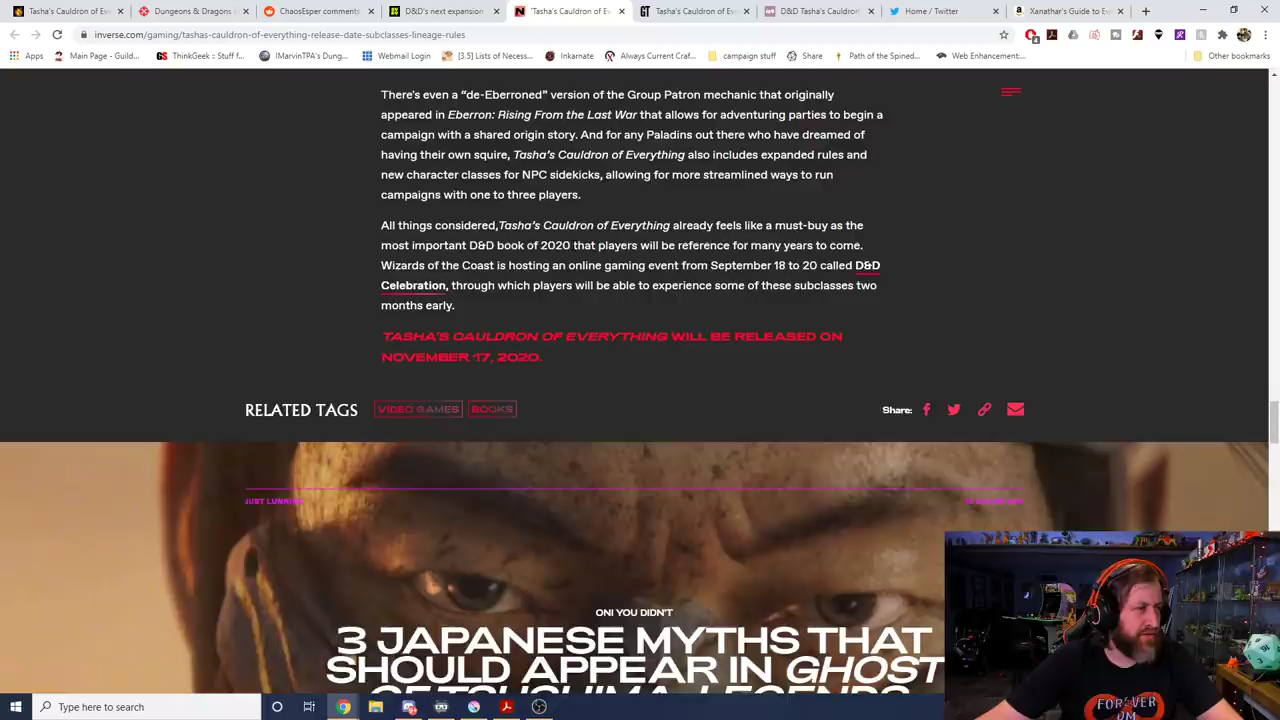 Tasha's Cauldron of E
Dungeons & Dragons
ChaosEsper comments
D&D's next expansion
'Tasha's Cauldron of Ev
Tasha's Cauldron of Ev
D&D Tasha's Cauldron
Home / Twitter
Xanathar's Guide to Ev
inverse.com/gaming/tashas-cauldron-of-everything-release-date-subclasses-lineage-rules
Apps
Main Page - Guild...
ThinkGeek :: Stuff f...
IMarvinTPA's Dung...
Webmail Login
[3.5] Lists of Necess...
Inkarnate
Always Current Craf...
campaign stuff
Share
Path of the Spined...
Web Enhancement:...
Other bookmarks
There's even a “de-Eberroned” version of the Group Patron mechanic that originally
appeared in Eberron: Rising From the Last War that allows for adventuring parties to begin a
campaign with a shared origin story. And for any Paladins out there who have dreamed of
having their own squire, Tasha’s Cauldron of Everything also includes expanded rules and
new character classes for NPC sidekicks, allowing for more streamlined ways to run
campaigns with one to three players.
All things considered,Tasha’s Cauldron of Everything already feels like a must-buy as the
most important D&D book of 2020 that players will be reference for many years to come.
Wizards of the Coast is hosting an online gaming event from September 18 to 20 called D&D
Celebration, through which players will be able to experience some of these subclasses two
months early.
TASHA'S CAULDRON OF EVERYTHING WILL BE RELEASED ON
NOVEMBER 17, 2020.
RELATED TAGS
VIDEO GAMES
BOOKS
Share:
JUST LUNNING
ONI YOU DIDN'T
3 JAPANESE MYTHS THAT
SHOULD APPEAR IN GHOST
OF TSUSHIMA: LEGENDS
FOREVER
DM
Type here to search